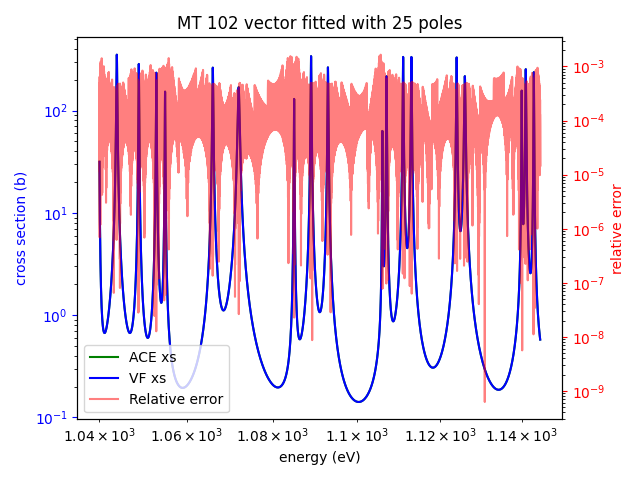 MT 102 vector fitted with 25 poles
cross section (b)
10² 10¹ 10⁰ 10⁻¹
ACE xs
VF xs
Relative error
1.04 × 10³ 1.06 × 10³ 1.08 × 10³ 1.1 × 10³ 1.12 × 10³ 1.14 × 10³
energy (eV)
10⁻³ 10⁻⁴ 10⁻⁵ 10⁻⁶ 10⁻⁷ 10⁻⁸ 10⁻⁹
relative error